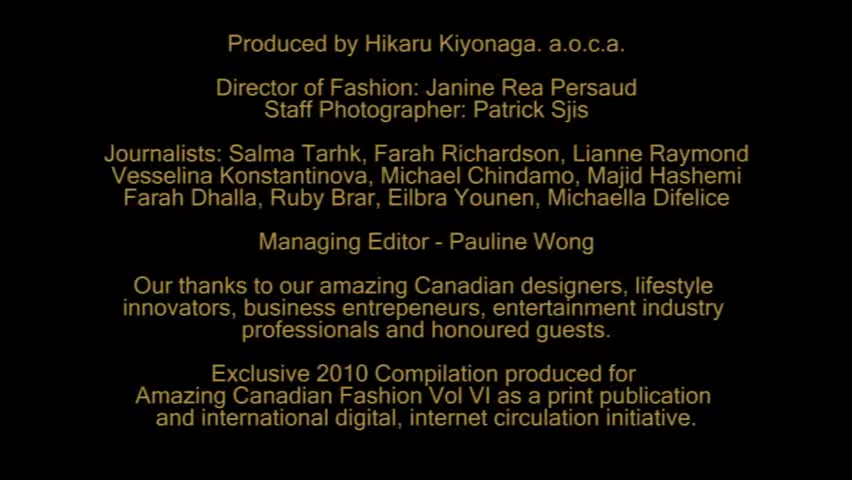 Produced by Hikaru Kiyonaga. a.o.c.a.
Director of Fashion: Janine Rea Persaud
Staff Photographer: Patrick Sjis
Journalists: Salma Tarhk, Farah Richardson, Lianne Raymond
Vesselina Konstantinova, Michael Chindamo, Majid Hashemi
Farah Dhalla, Ruby Brar, Eilbra Younen, Michaella Difelice
Managing Editor - Pauline Wong
Our thanks to our amazing Canadian designers, lifestyle
innovators, business entrepeneurs, entertainment industry
professionals and honoured guests.
Exclusive 2010 Compilation produced for
Amazing Canadian Fashion Vol VI as a print publication
and international digital, internet circulation initiative.